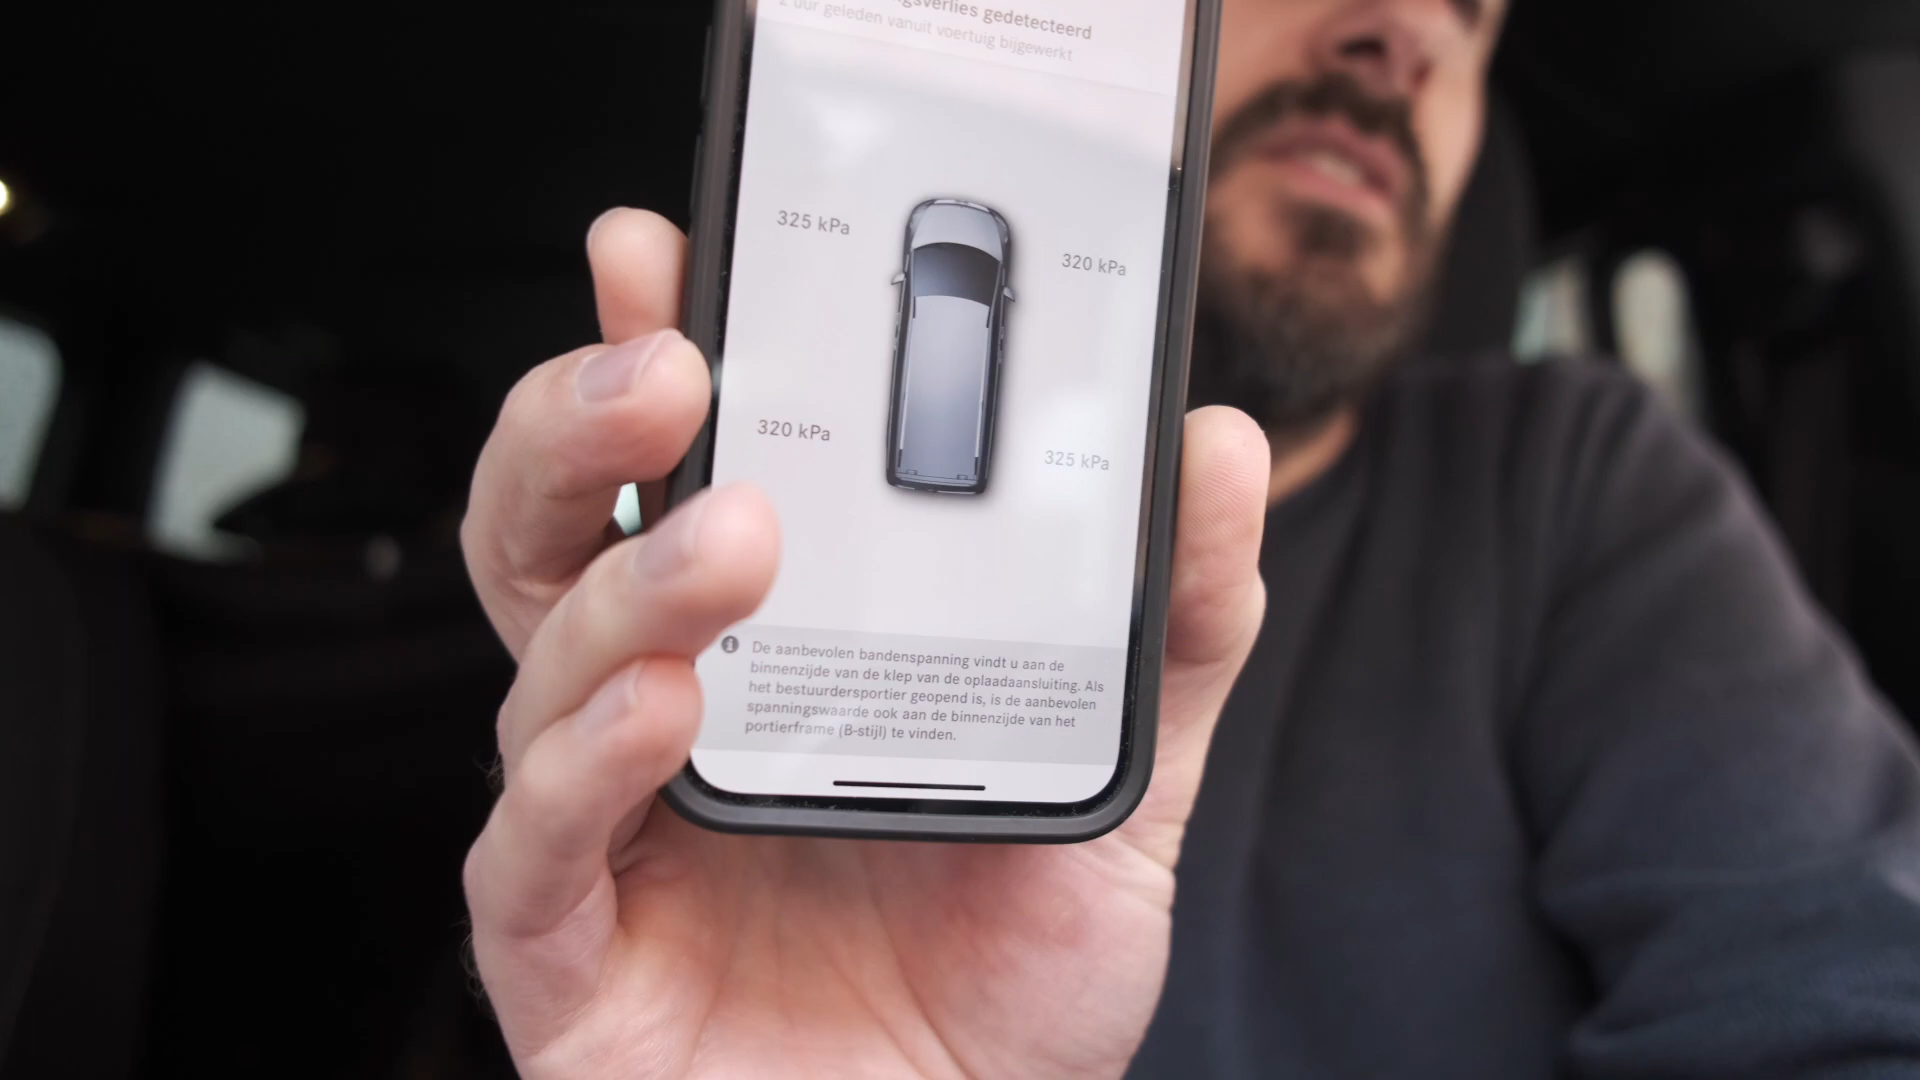 gsverlies gedetecteerd
2 uur geleden vanuit voertuig bijgewerkt
325 kPa
320 kPa
320 kPa
325 kPa
De aanbevolen bandenspanning vindt u aan de
binnenzijde van de klep van de oplaadaansluiting. Als
het bestuurdersportier geopend is, is de aanbevolen
spanningswaarde ook aan de binnenzijde van het
portierframe (B-stijl) te vinden.